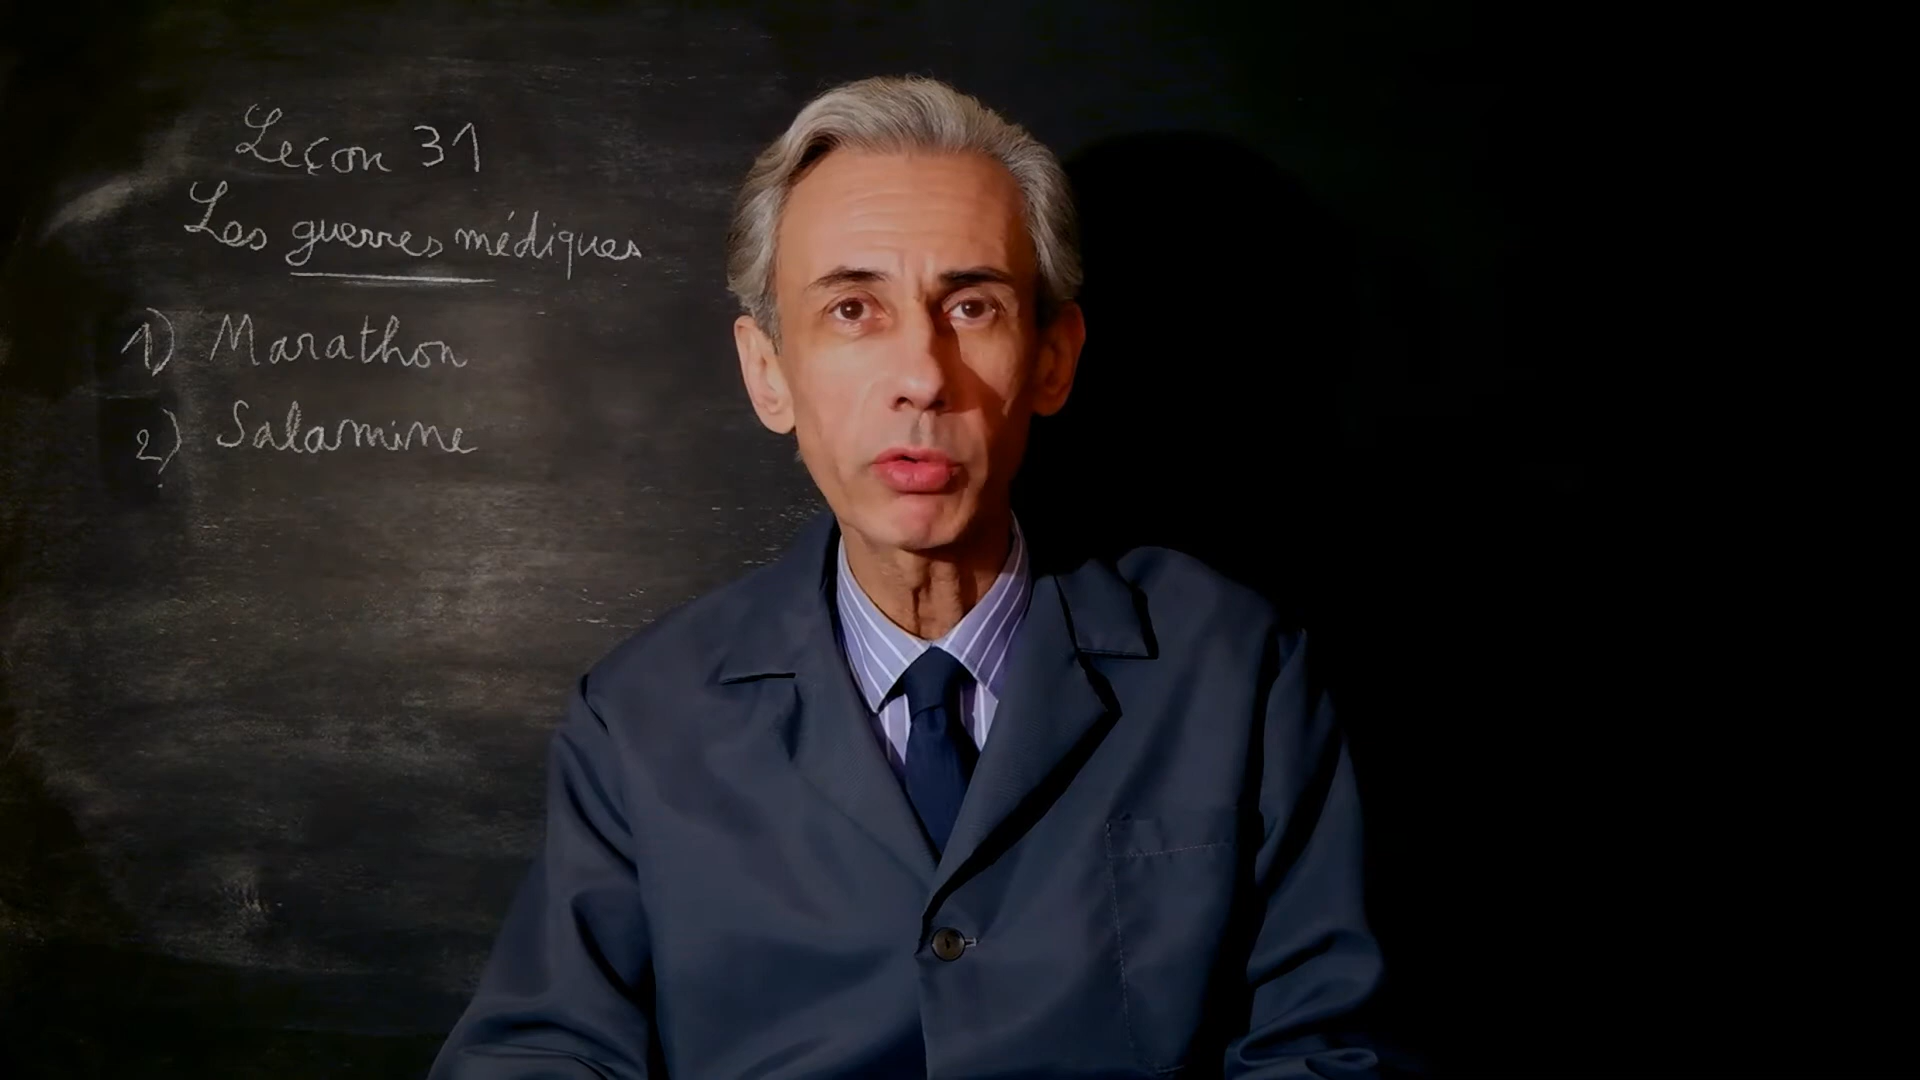 Leçon 31
Les guerres médiques
1) Marathon
2) Salamine